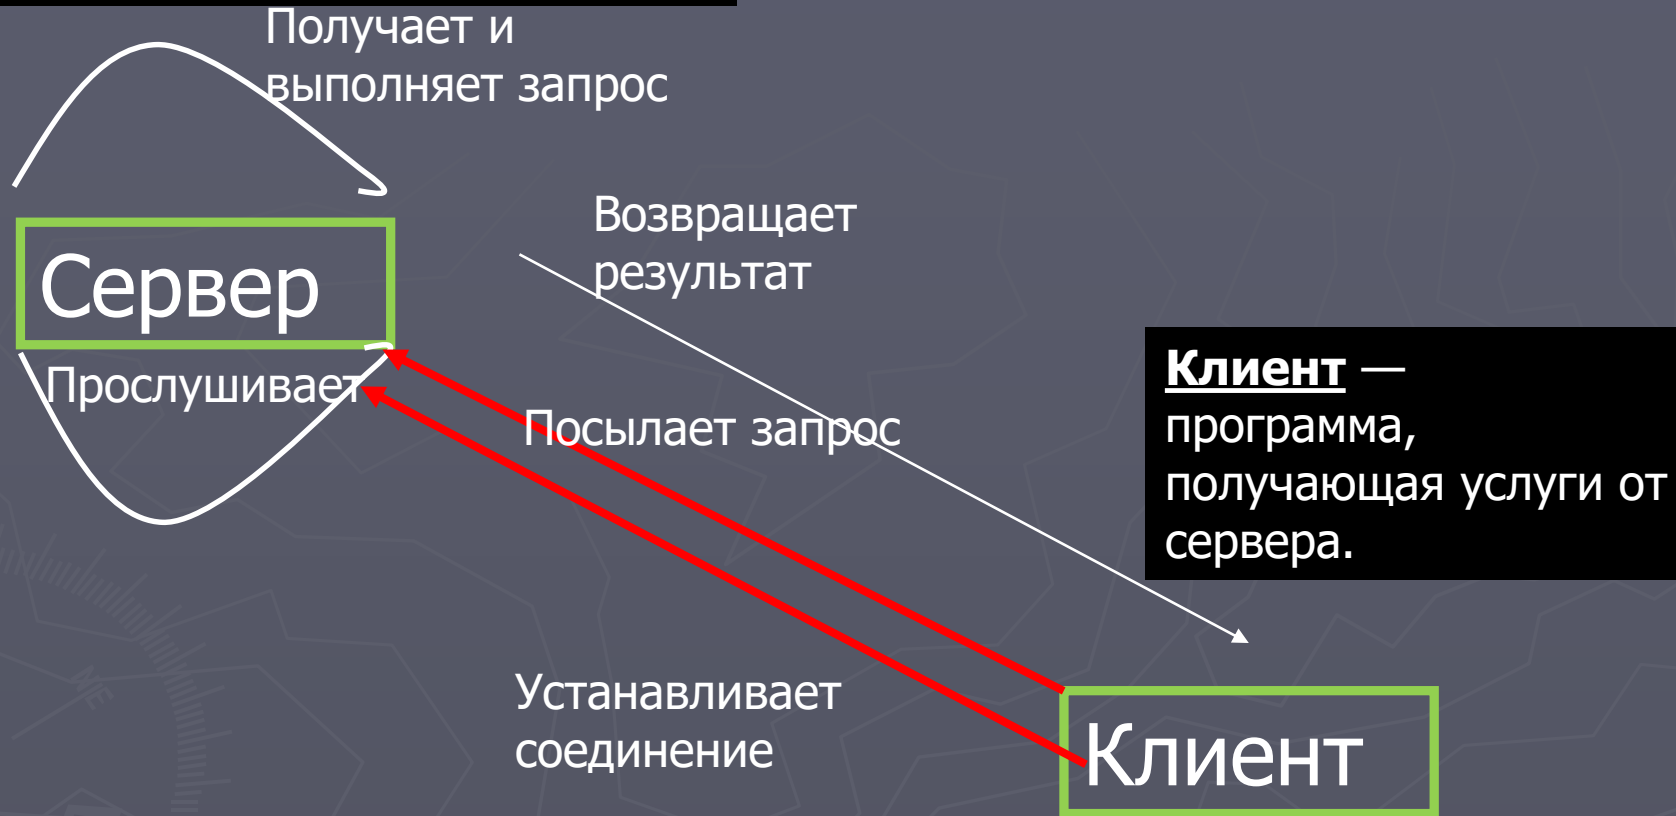 Получает и
выполняет запрос
Возвращает
результат
Сервер
Прослушивает
Клиент —
программа,
получающая услуги от
сервера.
Посылает запрос
Устанавливает
соединение
Клиент